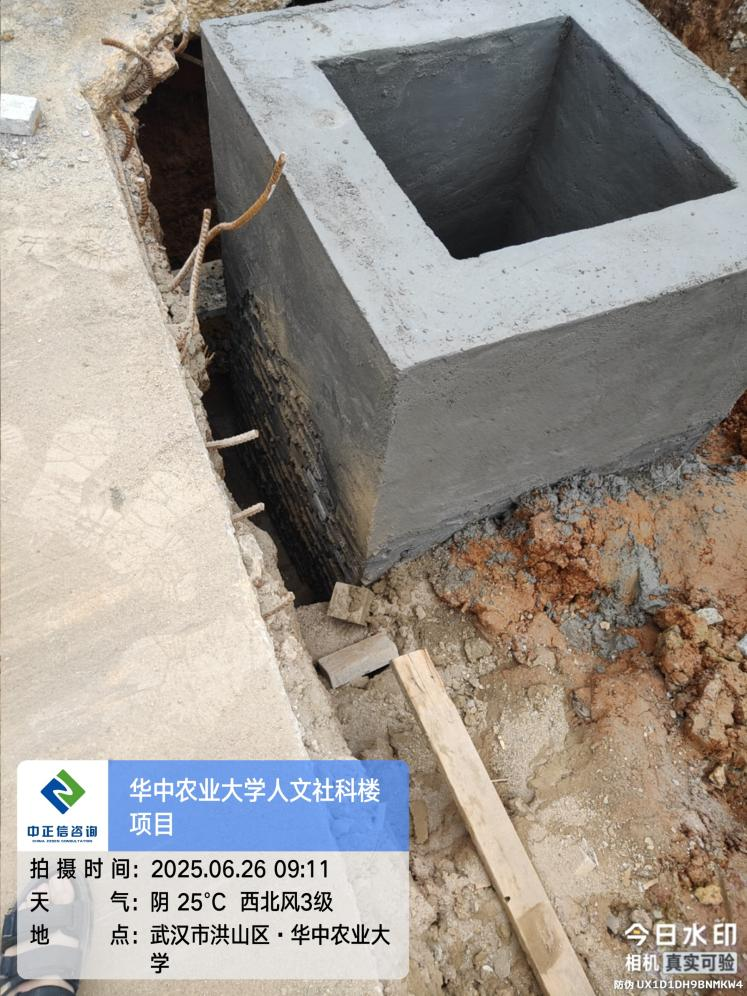 华中农业大学人文社科楼
项目
中正信咨询
CHINA ZOSEN CONSULTATION
拍摄时间: 2025.06.26 09:11
天气: 阴 25°C 西北风3级
地点: 武汉市洪山区·华中农业大
学
今日水印
相机 真实可验
防伪 UX1D1DH9BNMKW4